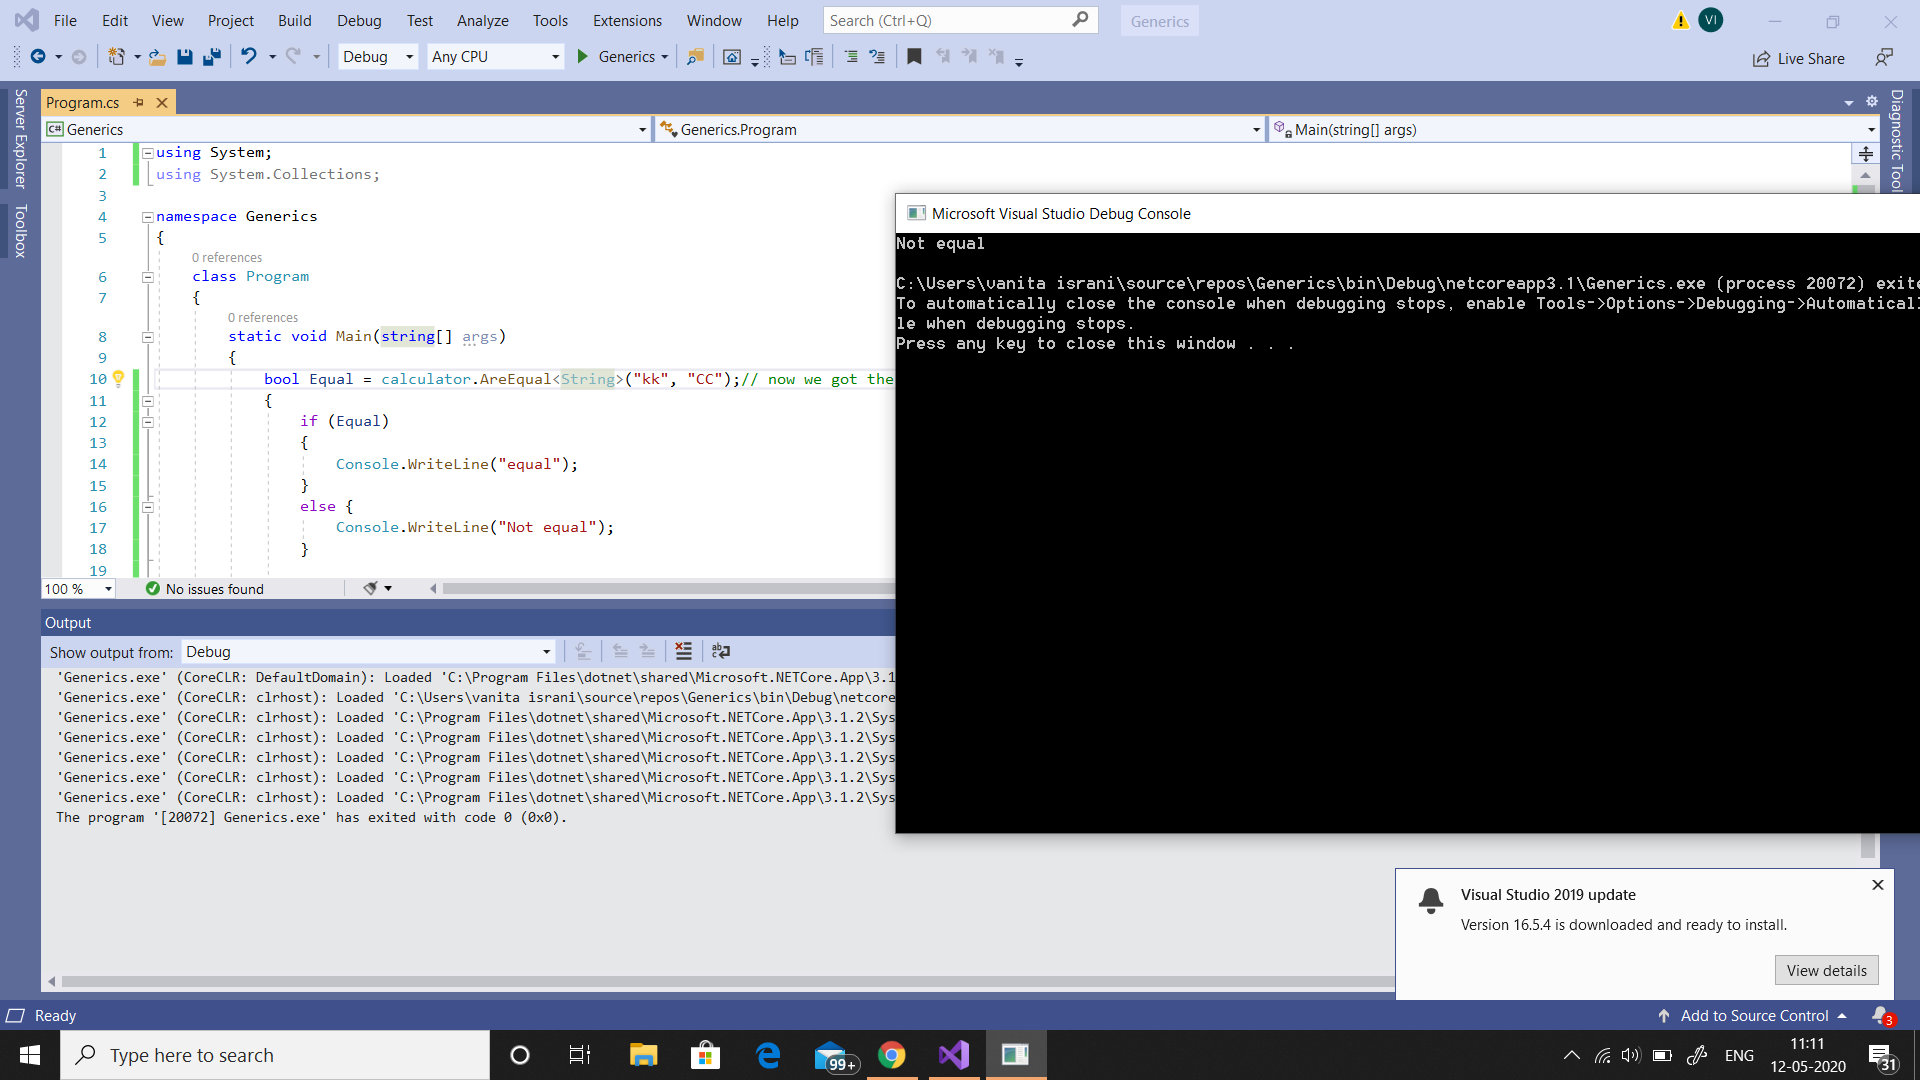 File Edit View Project Build Debug Test Analyze Tools Extensions Window Help Search (Ctrl+Q) Generics VI
Debug Any CPU Generics Live Share
Server Explorer
Toolbox
Diagnostic Tool
Program.cs
C# Generics Generics.Program Main(string[] args)
1 using System;
2 using System.Collections;
3
4 namespace Generics
5 {
0 references
6 class Program
7 {
0 references
8 static void Main(string[] args)
9 {
10 bool Equal = calculator.AreEqual<String>("kk", "CC");// now we got the
11 {
12 if (Equal)
13 {
14 Console.WriteLine("equal");
15 }
16 else {
17 Console.WriteLine("Not equal");
18 }
19
100 % No issues found
Microsoft Visual Studio Debug Console
Not equal
C:\Users\vanita israni\source\repos\Generics\bin\Debug\netcoreapp3.1\Generics.exe (process 20072) exite
To automatically close the console when debugging stops, enable Tools->Options->Debugging->Automaticall
le when debugging stops.
Press any key to close this window . . .
Output
Show output from: Debug
'Generics.exe' (CoreCLR: DefaultDomain): Loaded 'C:\Program Files\dotnet\shared\Microsoft.NETCore.App\3.1
'Generics.exe' (CoreCLR: clrhost): Loaded 'C:\Users\vanita israni\source\repos\Generics\bin\Debug\netcore
'Generics.exe' (CoreCLR: clrhost): Loaded 'C:\Program Files\dotnet\shared\Microsoft.NETCore.App\3.1.2\Sys
'Generics.exe' (CoreCLR: clrhost): Loaded 'C:\Program Files\dotnet\shared\Microsoft.NETCore.App\3.1.2\Sys
'Generics.exe' (CoreCLR: clrhost): Loaded 'C:\Program Files\dotnet\shared\Microsoft.NETCore.App\3.1.2\Sys
'Generics.exe' (CoreCLR: clrhost): Loaded 'C:\Program Files\dotnet\shared\Microsoft.NETCore.App\3.1.2\Sys
'Generics.exe' (CoreCLR: clrhost): Loaded 'C:\Program Files\dotnet\shared\Microsoft.NETCore.App\3.1.2\Sys
The program '[20072] Generics.exe' has exited with code 0 (0x0).
Visual Studio 2019 update
Version 16.5.4 is downloaded and ready to install.
View details
Ready Add to Source Control 3
Type here to search 99+ ENG 11:11
12-05-2020 31